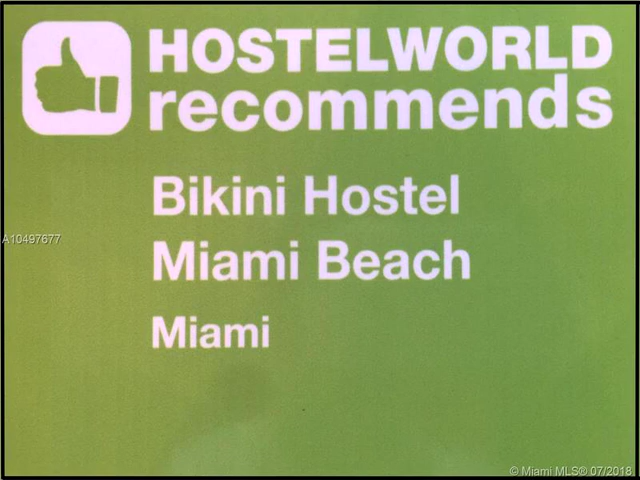 HOSTELWORLD
recommends
Bikini Hostel
Miami Beach
Miami
A10497677
© Miami MLS® 07/2018